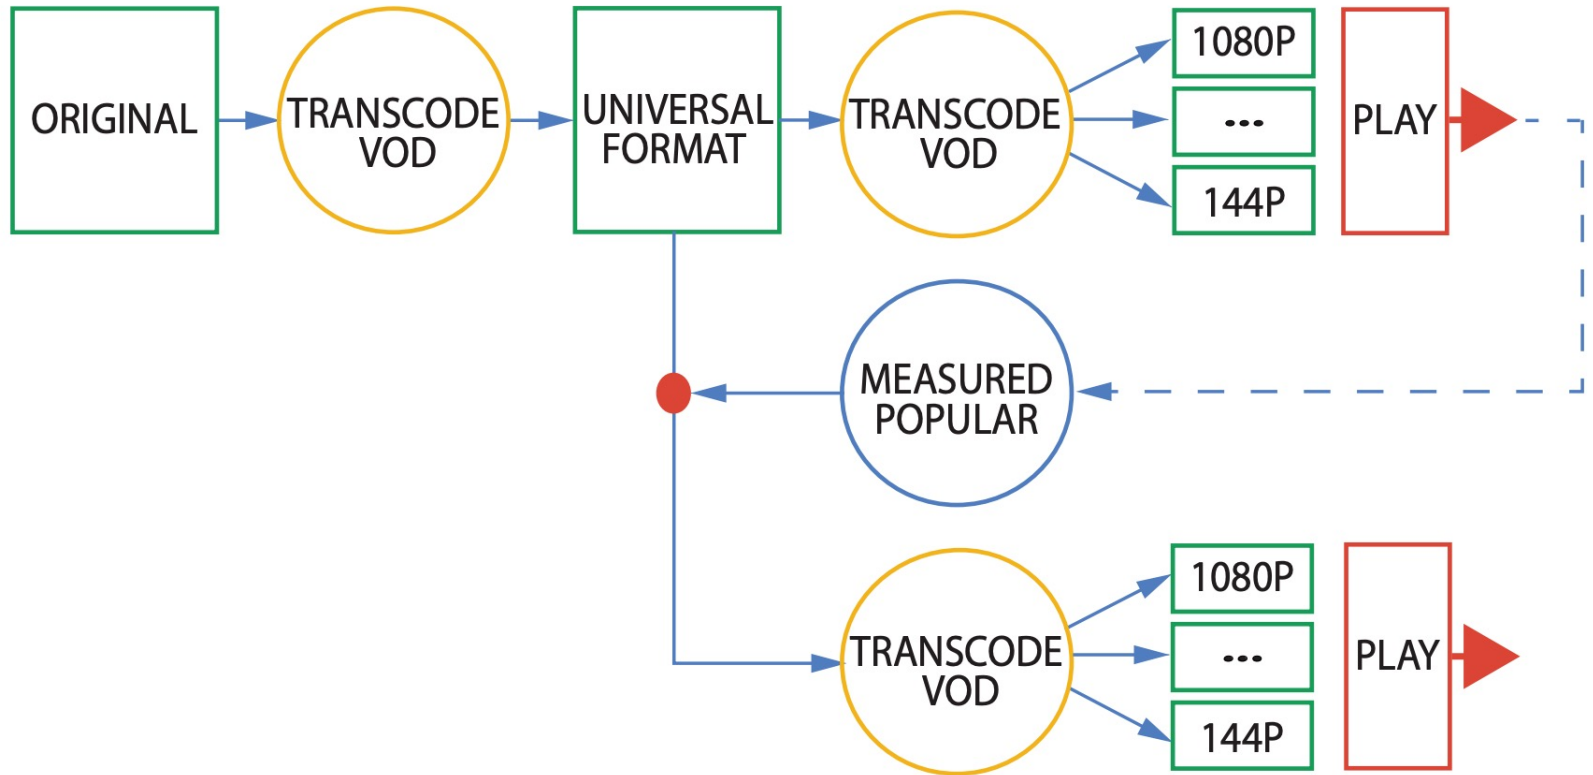 ORIGINAL
TRANSCODE
VOD
UNIVERSAL
FORMAT
TRANSCODE
VOD
1080P
...
144P
PLAY
MEASURED
POPULAR
TRANSCODE
VOD
1080P
...
144P
PLAY